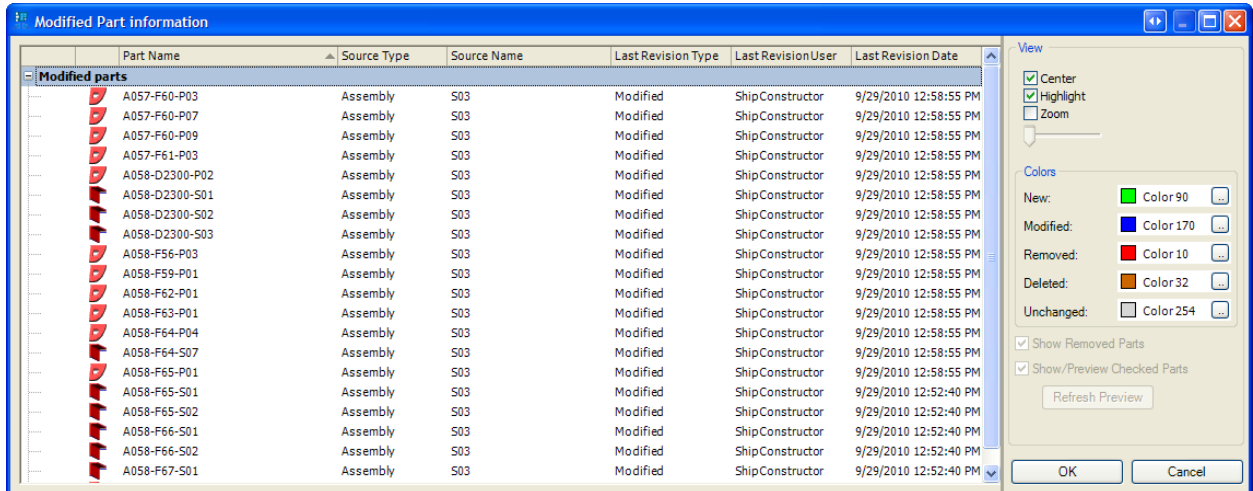 Modified Part information
Part Name Source Type Source Name Last Revision Type Last Revision User Last Revision Date
Modified parts
A057-F60-P03 Assembly S03 Modified ShipConstructor 9/29/2010 12:58:55 PM
A057-F60-P07 Assembly S03 Modified ShipConstructor 9/29/2010 12:58:55 PM
A057-F60-P09 Assembly S03 Modified ShipConstructor 9/29/2010 12:58:55 PM
A057-F61-P03 Assembly S03 Modified ShipConstructor 9/29/2010 12:58:55 PM
A058-D2300-P02 Assembly S03 Modified ShipConstructor 9/29/2010 12:58:55 PM
A058-D2300-S01 Assembly S03 Modified ShipConstructor 9/29/2010 12:58:55 PM
A058-D2300-S02 Assembly S03 Modified ShipConstructor 9/29/2010 12:58:55 PM
A058-D2300-S03 Assembly S03 Modified ShipConstructor 9/29/2010 12:58:55 PM
A058-F56-P03 Assembly S03 Modified ShipConstructor 9/29/2010 12:58:55 PM
A058-F59-P01 Assembly S03 Modified ShipConstructor 9/29/2010 12:58:55 PM
A058-F62-P01 Assembly S03 Modified ShipConstructor 9/29/2010 12:58:55 PM
A058-F63-P01 Assembly S03 Modified ShipConstructor 9/29/2010 12:58:55 PM
A058-F64-P04 Assembly S03 Modified ShipConstructor 9/29/2010 12:58:55 PM
A058-F64-S07 Assembly S03 Modified ShipConstructor 9/29/2010 12:58:55 PM
A058-F65-P01 Assembly S03 Modified ShipConstructor 9/29/2010 12:58:55 PM
A058-F65-S01 Assembly S03 Modified ShipConstructor 9/29/2010 12:52:40 PM
A058-F65-S02 Assembly S03 Modified ShipConstructor 9/29/2010 12:52:40 PM
A058-F66-S01 Assembly S03 Modified ShipConstructor 9/29/2010 12:52:40 PM
A058-F66-S02 Assembly S03 Modified ShipConstructor 9/29/2010 12:52:40 PM
A058-F67-S01 Assembly S03 Modified ShipConstructor 9/29/2010 12:52:40 PM
View
Center
Highlight
Zoom
Colors
New: Color 90 ..
Modified: Color 170 ..
Removed: Color 10 ..
Deleted: Color 32 ..
Unchanged: Color 254 ..
Show Removed Parts
Show/Preview Checked Parts
Refresh Preview
OK Cancel